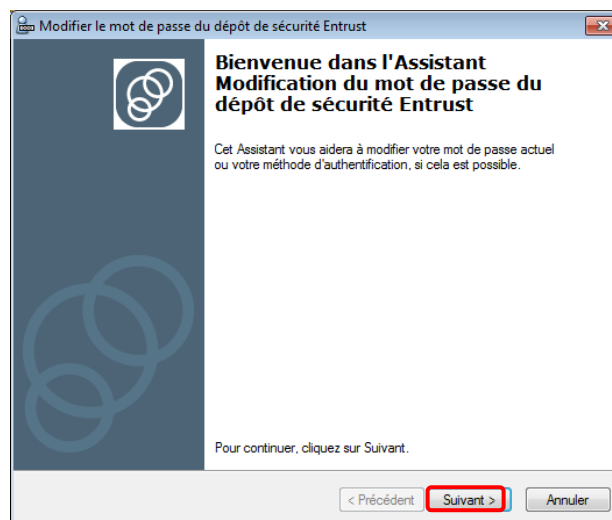 Modifier le mot de passe du dépôt de sécurité Entrust
Bienvenue dans l'Assistant
Modification du mot de passe du
dépôt de sécurité Entrust
Cet Assistant vous aidera à modifier votre mot de passe actuel
ou votre méthode d'authentification, si cela est possible.
Pour continuer, cliquez sur Suivant.
< Précédent Suivant > Annuler